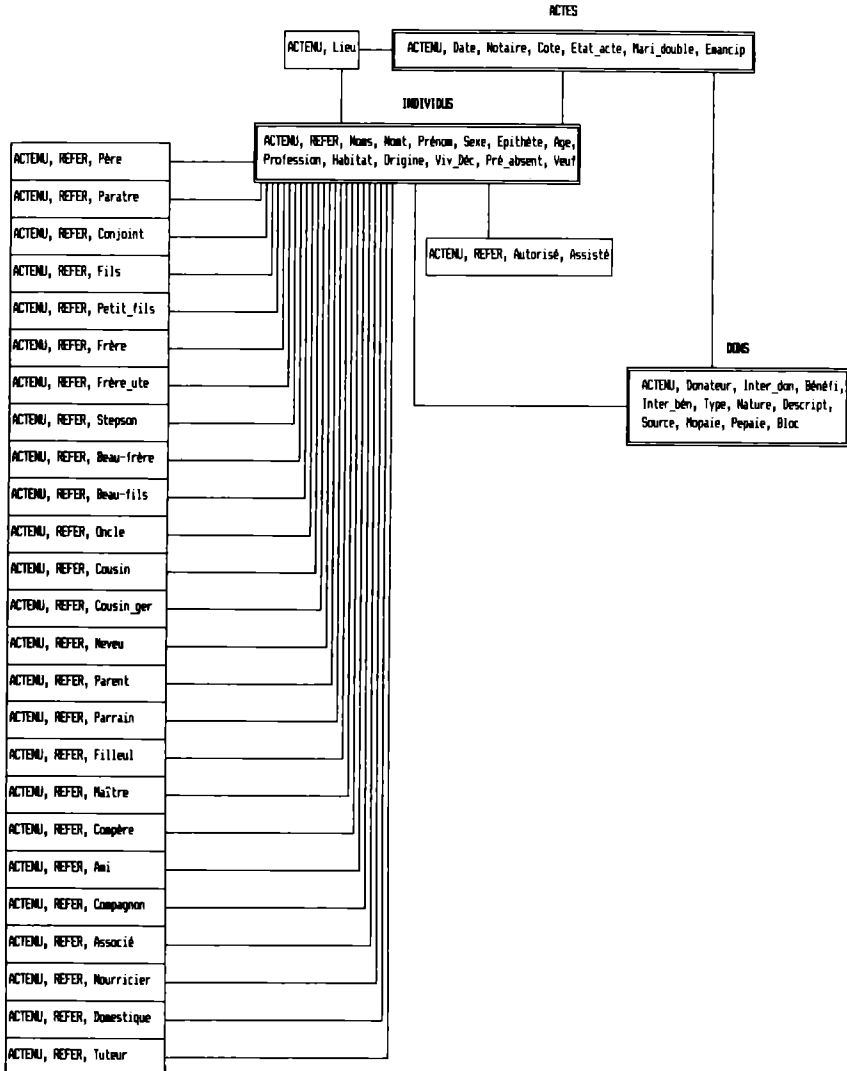 ACTES
ACTENU, Lieu
ACTENU, Date, Notaire, Cote, Etat_acte, Mari_double, Emancip
INDIVIDUS
ACTENU, REFER, Noms, Nomt, Prénom, Sexe, Epithète, Age,
Profession, Habitat, Origine, Viv_Déc, Pré_absent, Veuf
ACTENU, REFER, Père
ACTENU, REFER, Paratre
ACTENU, REFER, Conjoint
ACTENU, REFER, Autorisé, Assisté
ACTENU, REFER, Fils
ACTENU, REFER, Petit_fils
ACTENU, REFER, Frère
DONS
ACTENU, REFER, Frère_ute
ACTENU, Donateur, Inter_don, Bénéfi,
Inter_bén, Type, Nature, Descript,
Source, Mopaie, Pepaie, Bloc
ACTENU, REFER, Stepson
ACTENU, REFER, Beau-frère
ACTENU, REFER, Beau-fils
ACTENU, REFER, Oncle
ACTENU, REFER, Cousin
ACTENU, REFER, Cousin_ger
ACTENU, REFER, Neveu
ACTENU, REFER, Parent
ACTENU, REFER, Parrain
ACTENU, REFER, Filleul
ACTENU, REFER, Maître
ACTENU, REFER, Compère
ACTENU, REFER, Ami
ACTENU, REFER, Compagnon
ACTENU, REFER, Associé
ACTENU, REFER, Nourricier
ACTENU, REFER, Domestique
ACTENU, REFER, Tuteur